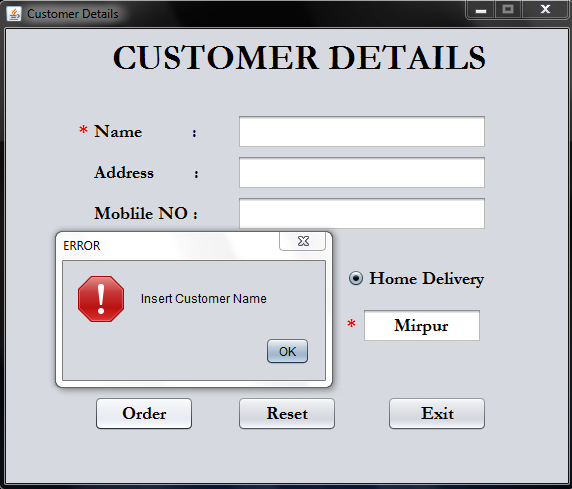 Customer Details
CUSTOMER DETAILS
* Name :
Address :
Moblile NO :
ERROR
Insert Customer Name
OK
Home Delivery
* Mirpur
Order Reset Exit